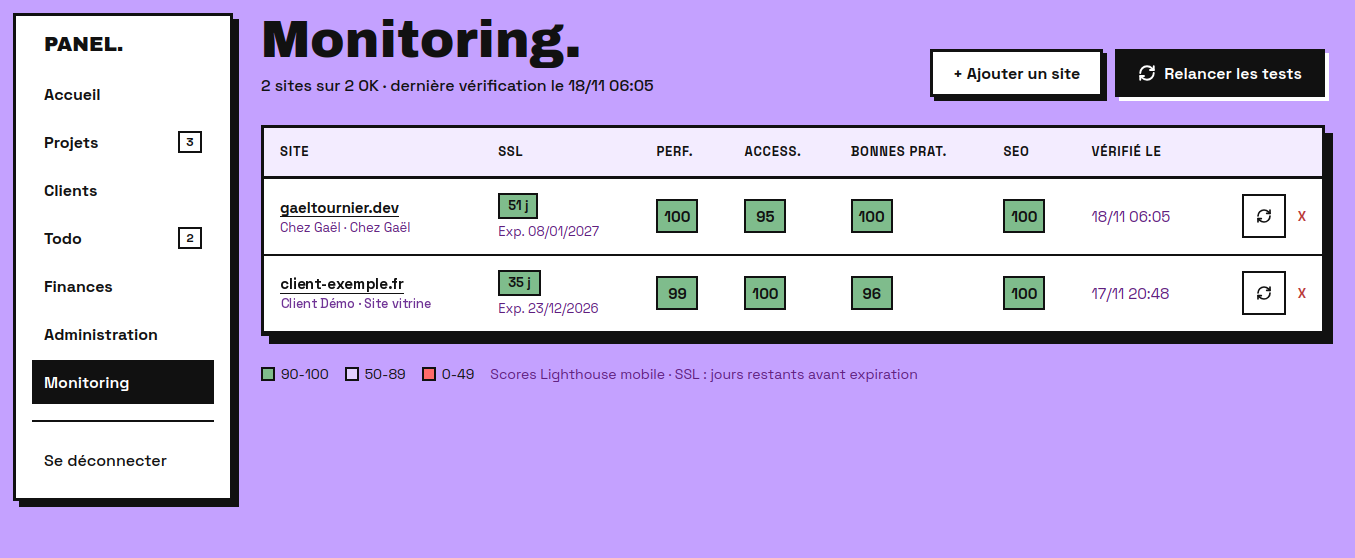 PANEL.
Accueil
Projets 3
Clients
Todo 2
Finances
Administration
Monitoring
Se déconnecter
Monitoring.
2 sites sur 2 OK · dernière vérification le 18/11 06:05
+ Ajouter un site
Relancer les tests
SITE SSL PERF. ACCESS. BONNES PRAT. SEO VÉRIFIÉ LE
gaeltournier.dev 51 j 100 95 100 100 18/11 06:05 X
Chez Gaël · Chez Gaël Exp. 08/01/2027
client-exemple.fr 35 j 99 100 96 100 17/11 20:48 X
Client Démo · Site vitrine Exp. 23/12/2026
90-100 50-89 0-49 Scores Lighthouse mobile · SSL : jours restants avant expiration